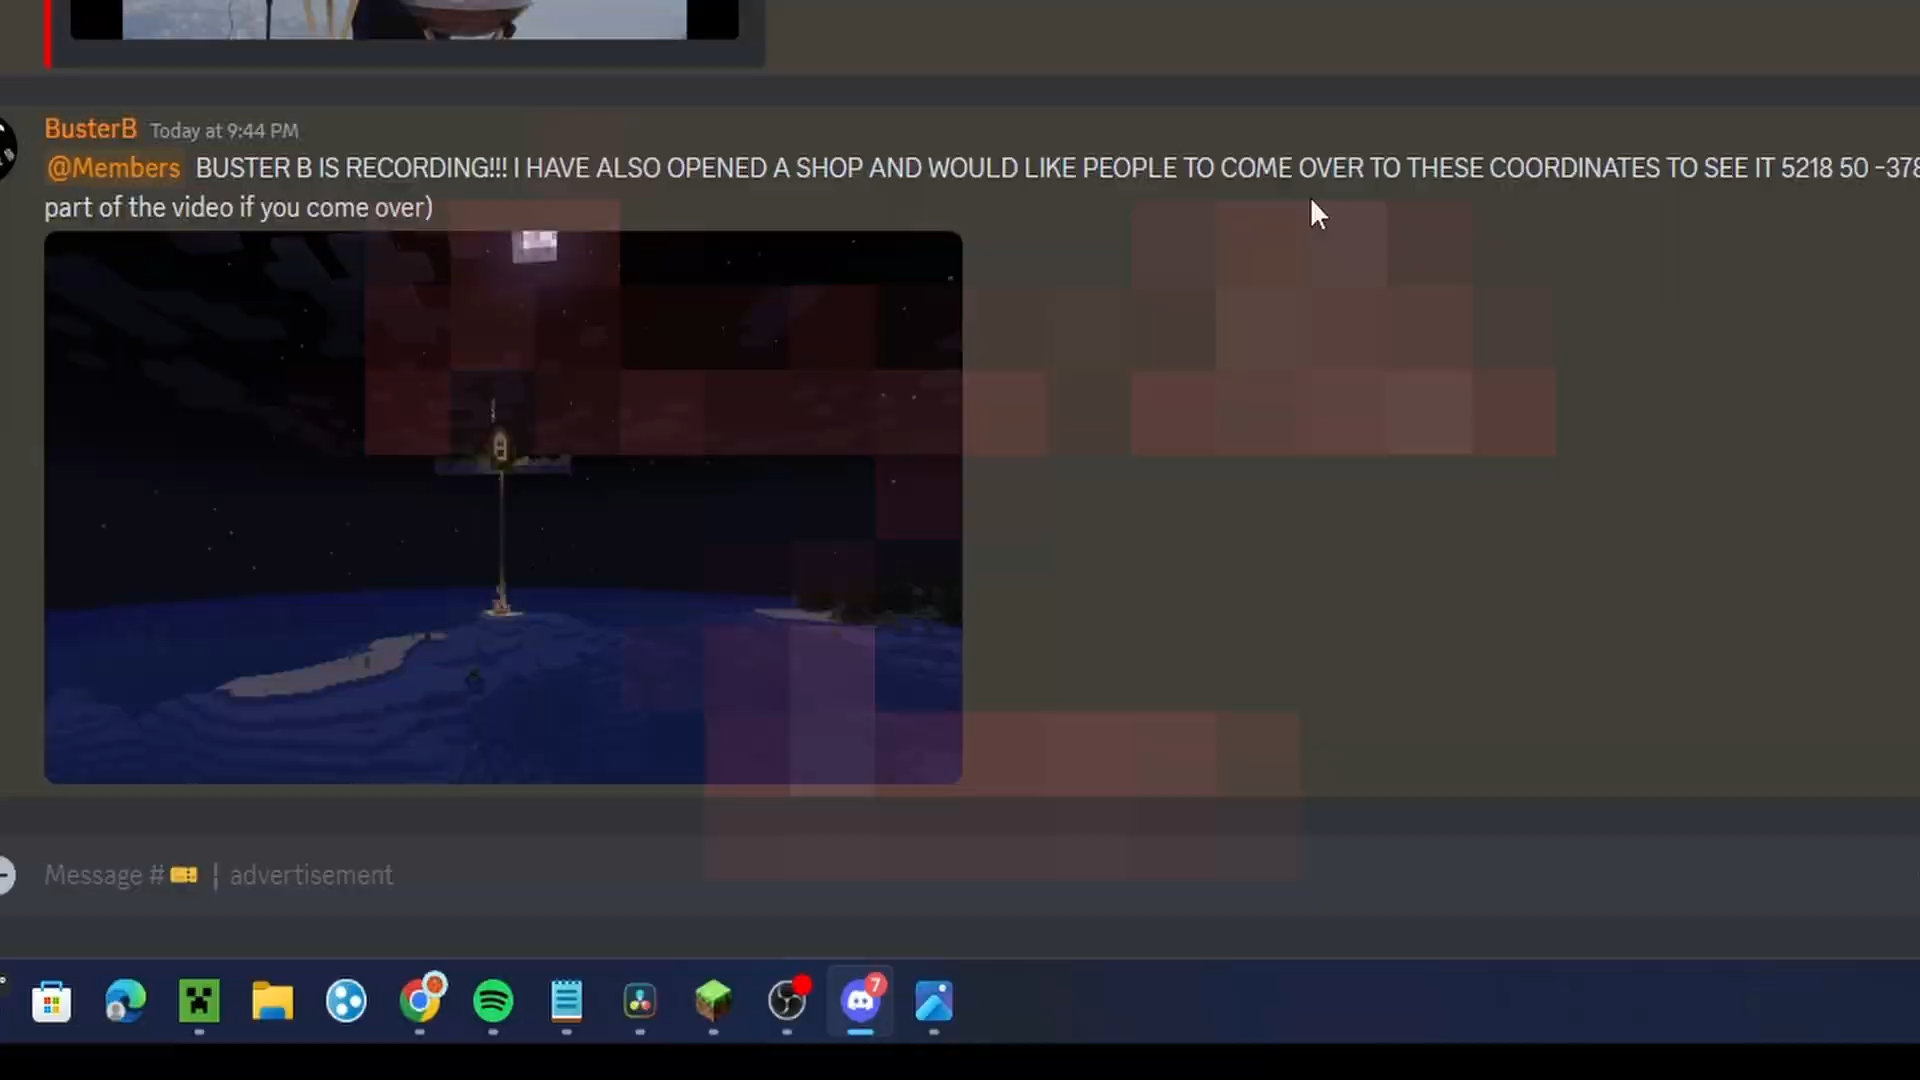 BusterB Today at 9:44 PM
@Members BUSTER B IS RECORDING!!! I HAVE ALSO OPENED A SHOP AND WOULD LIKE PEOPLE TO COME OVER TO THESE COORDINATES TO SEE IT 5218 50 -378
part of the video if you come over)
Message #🎫 | advertisement
7